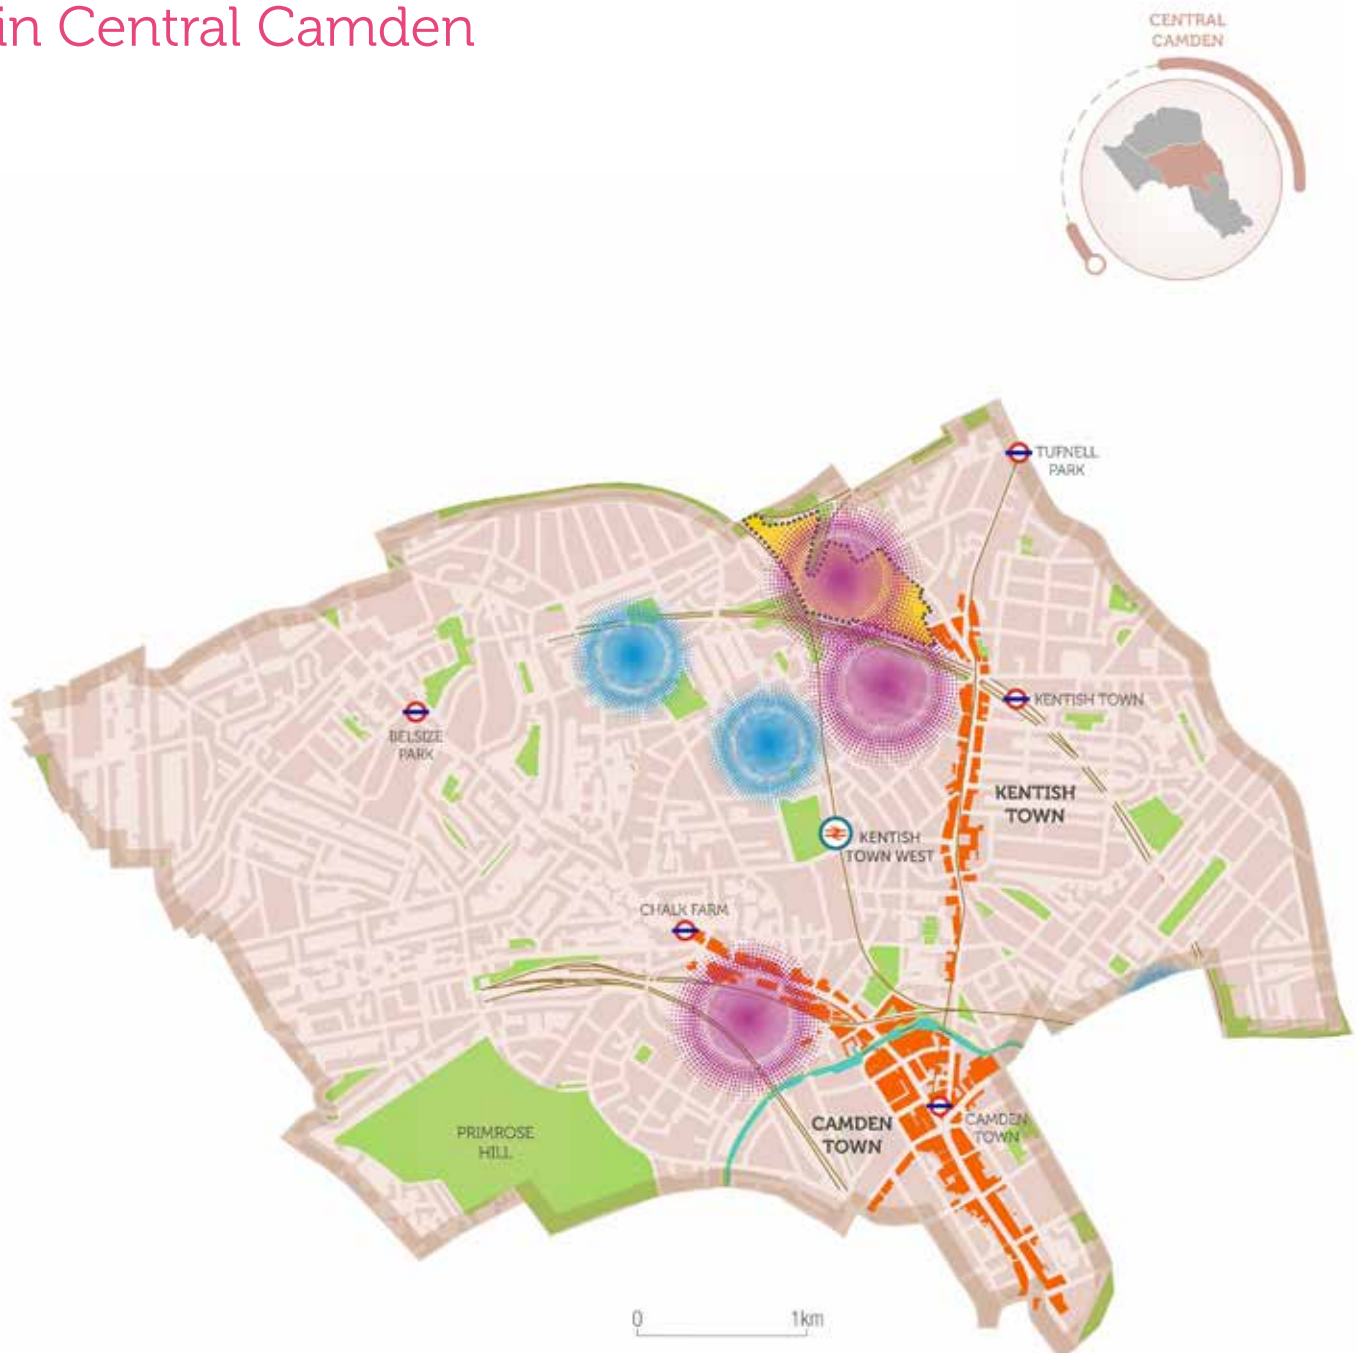 in Central Camden
CENTRAL
CAMDEN
TUFNELL
PARK
KENTISH TOWN
BELSIZE
PARK
KENTISH
TOWN
KENTISH
TOWN WEST
CHALK FARM
PRIMROSE
HILL
CAMDEN
TOWN
CAMDEN
TOWN
0 1km